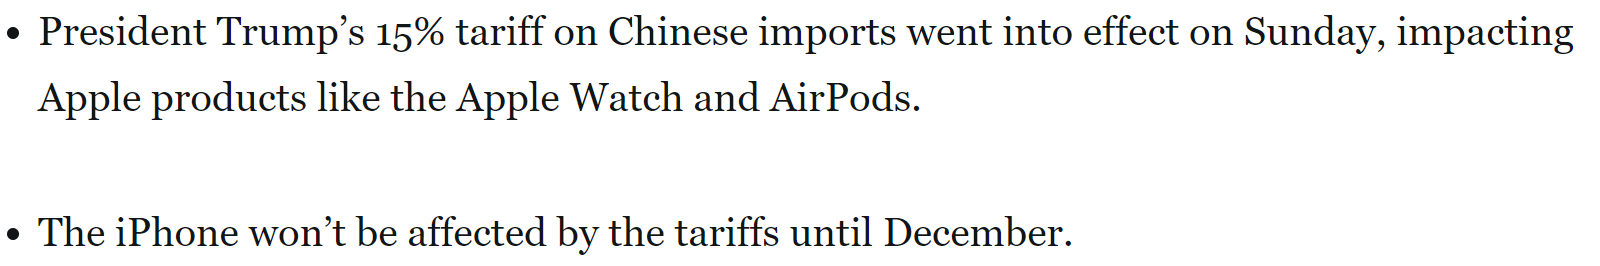 • President Trump’s 15% tariff on Chinese imports went into effect on Sunday, impacting
Apple products like the Apple Watch and AirPods.
• The iPhone won’t be affected by the tariffs until December.